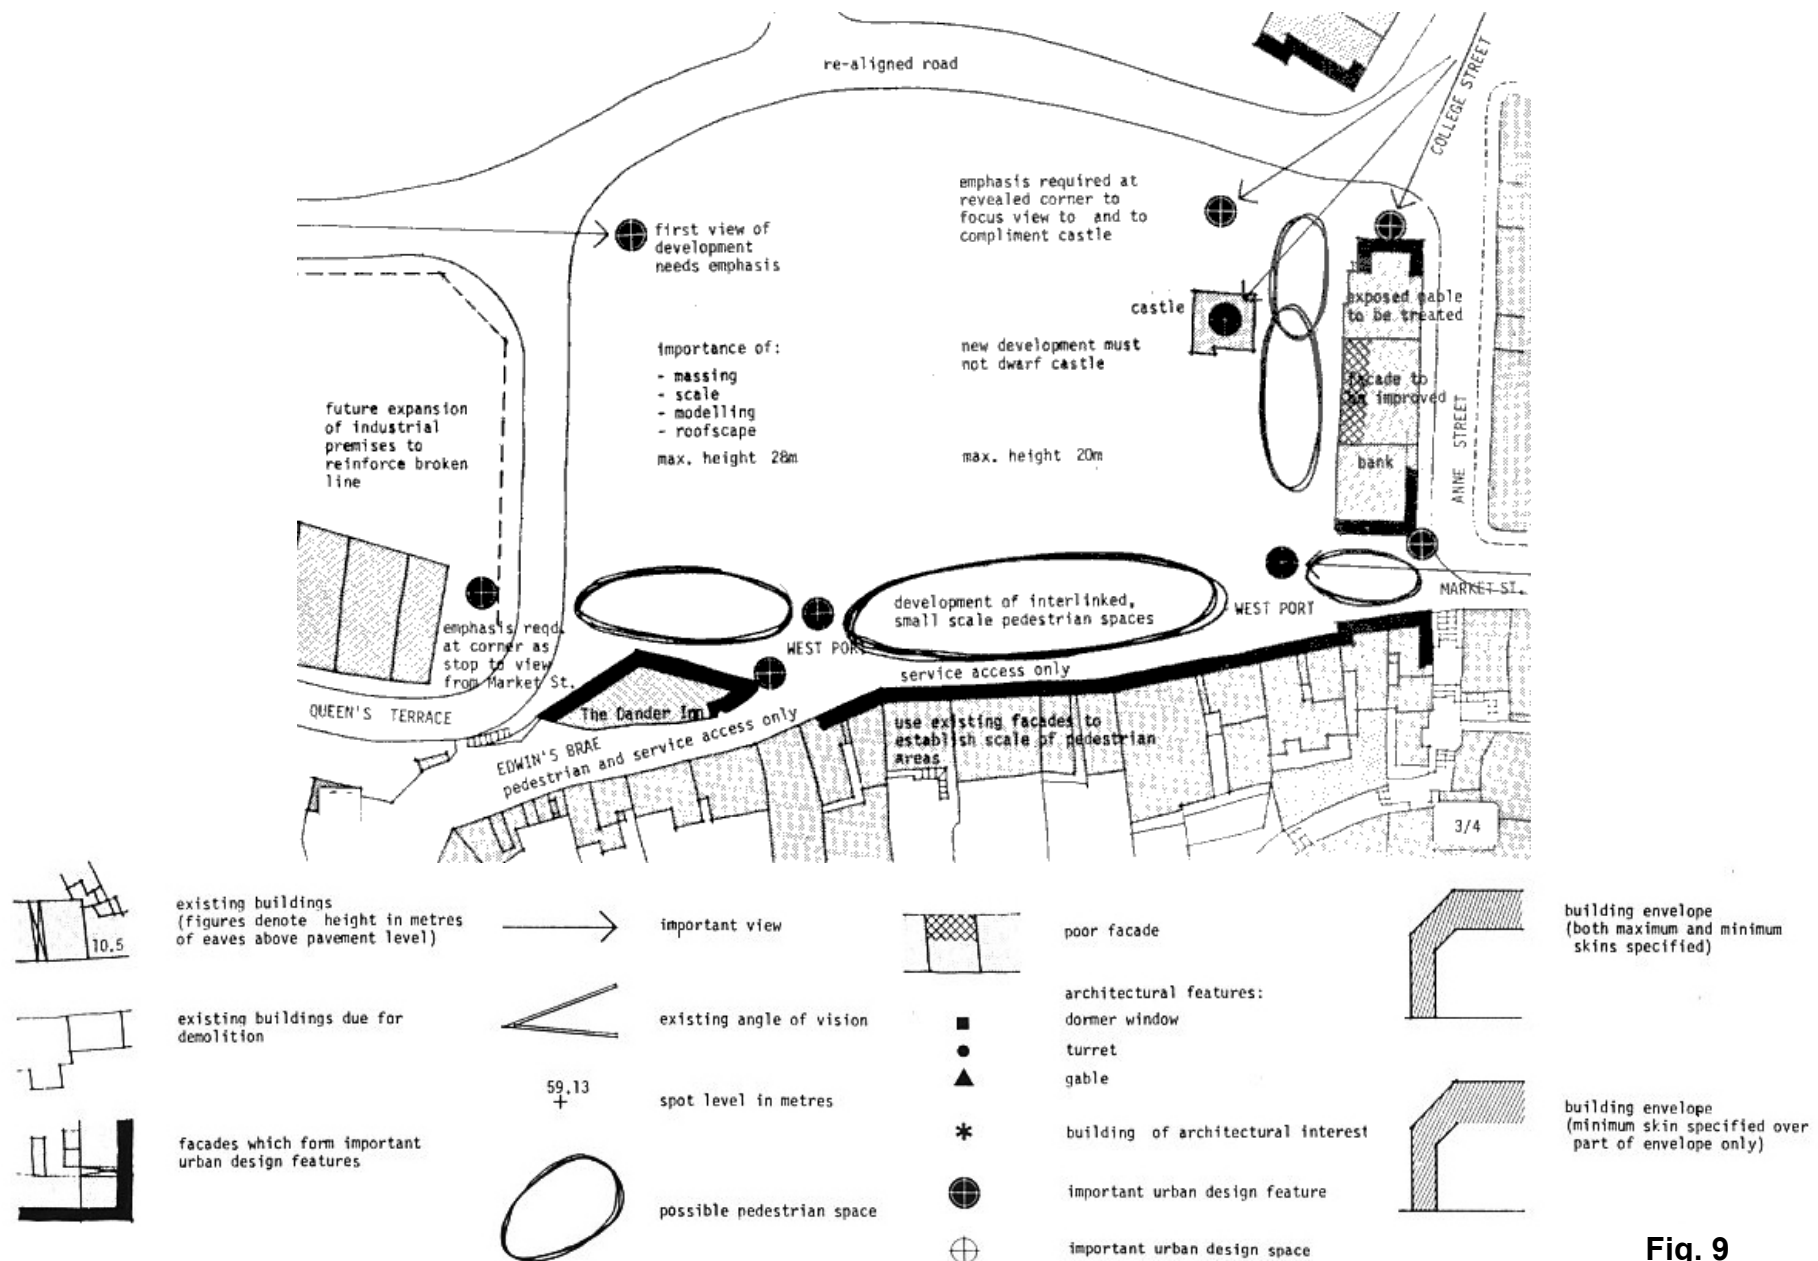 re-aligned road
COLLEGE STREET
emphasis required at
revealed corner to
focus view to and to
compliment castle
first view of
development
needs emphasis
castle
exposed gable
to be treated
importance of:
- massing
- scale
- modelling
- roofscape
max. height 28m
new development must
not dwarf castle
max. height 20m
facade to
be improved
bank
ANNE STREET
future expansion
of industrial
premises to
reinforce broken
line
emphasis reqd.
at corner as
stop to view
from Market St.
development of interlinked,
small scale pedestrian spaces
WEST PORT
WEST PORT
MARKET ST.
service access only
QUEEN'S TERRACE
The Dander Inn
EDWIN'S BRAE
pedestrian and service access only
use existing facades to
establish scale of pedestrian
areas
3/4
existing buildings
(figures denote height in metres
of eaves above pavement level)
10.5
existing buildings due for
demolition
facades which form important
urban design features
important view
existing angle of vision
59.13
spot level in metres
possible pedestrian space
poor facade
architectural features:
dormer window
turret
gable
building of architectural interest
important urban design feature
important urban design space
building envelope
(both maximum and minimum
skins specified)
building envelope
(minimum skin specified over
part of envelope only)
Fig. 9